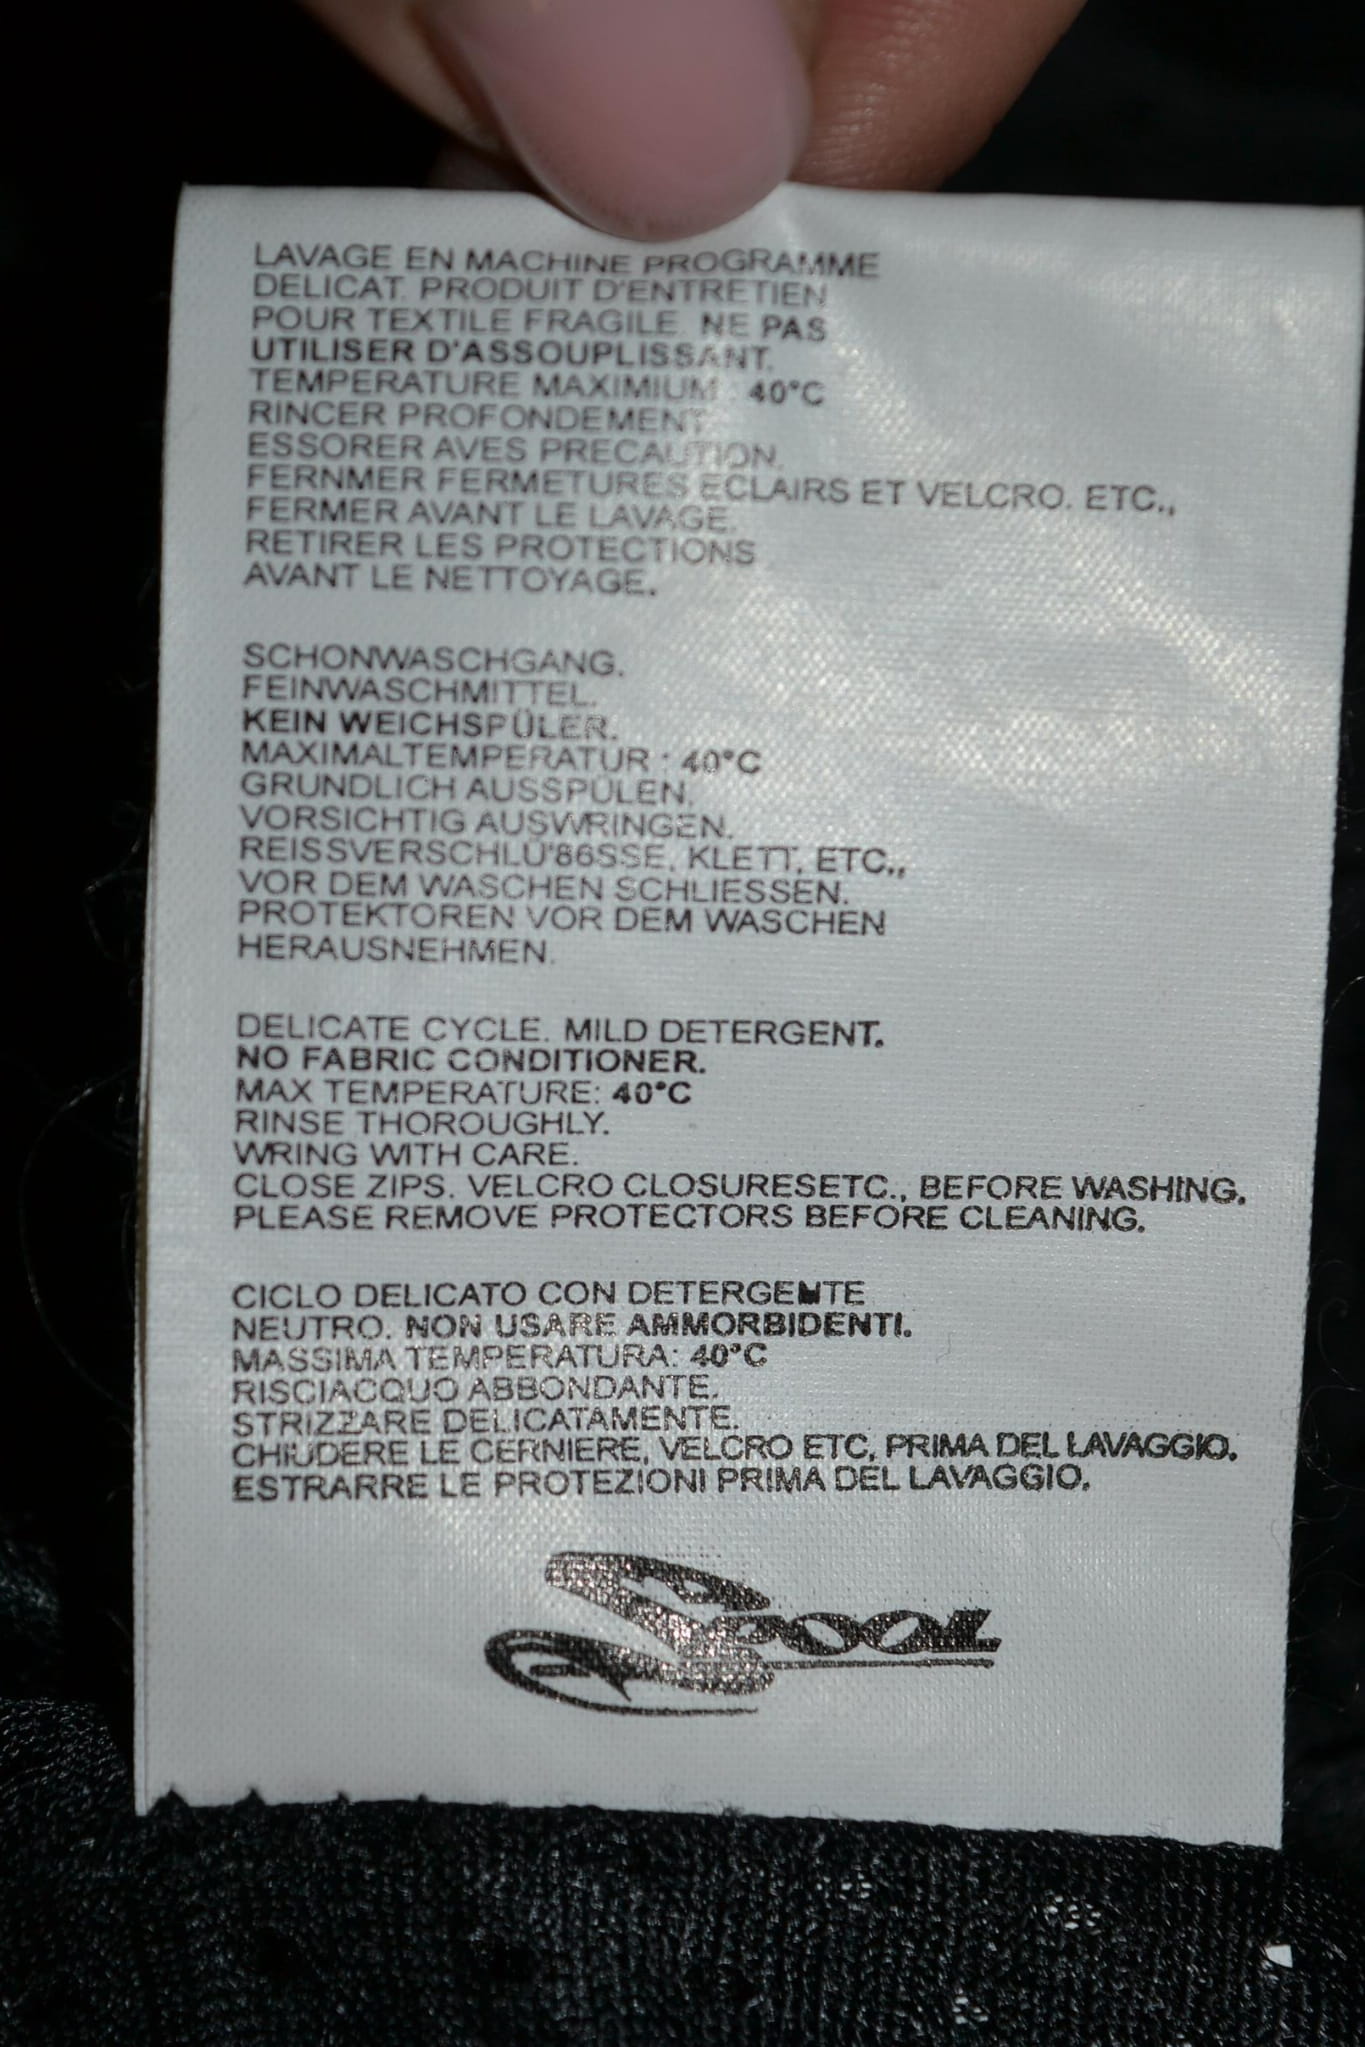 LAVAGE EN MACHINE PROGRAMME
DELICAT. PRODUIT D'ENTRETIEN
POUR TEXTILE FRAGILE. NE PAS
UTILISER D'ASSOUPLISSANT.
TEMPERATURE MAXIMIUM : 40°C
RINCER PROFONDEMENT
ESSORER AVES PRECAUTION.
FERNMER FERMETURES ECLAIRS ET VELCRO. ETC.,
FERMER AVANT LE LAVAGE.
RETIRER LES PROTECTIONS
AVANT LE NETTOYAGE.
SCHONWASCHGANG.
FEINWASCHMITTEL.
KEIN WEICHSPÜLER.
MAXIMALTEMPERATUR : 40°C
GRUNDLICH AUSSPÜLEN.
VORSICHTIG AUSWRINGEN.
REISSVERSCHLÜ'86SSE, KLETT, ETC.,
VOR DEM WASCHEN SCHLIESSEN.
PROTEKTOREN VOR DEM WASCHEN
HERAUSNEHMEN.
DELICATE CYCLE. MILD DETERGENT.
NO FABRIC CONDITIONER.
MAX TEMPERATURE: 40°C
RINSE THOROUGHLY.
WRING WITH CARE.
CLOSE ZIPS. VELCRO CLOSURESETC., BEFORE WASHING.
PLEASE REMOVE PROTECTORS BEFORE CLEANING.
CICLO DELICATO CON DETERGENTE
NEUTRO. NON USARE AMMORBIDENTI.
MASSIMA TEMPERATURA: 40°C
RISCIACQUO ABBONDANTE.
STRIZZARE DELICATAMENTE.
CHIUDERE LE CERNIERE, VELCRO ETC, PRIMA DEL LAVAGGIO.
ESTRARRE LE PROTEZIONI PRIMA DEL LAVAGGIO.